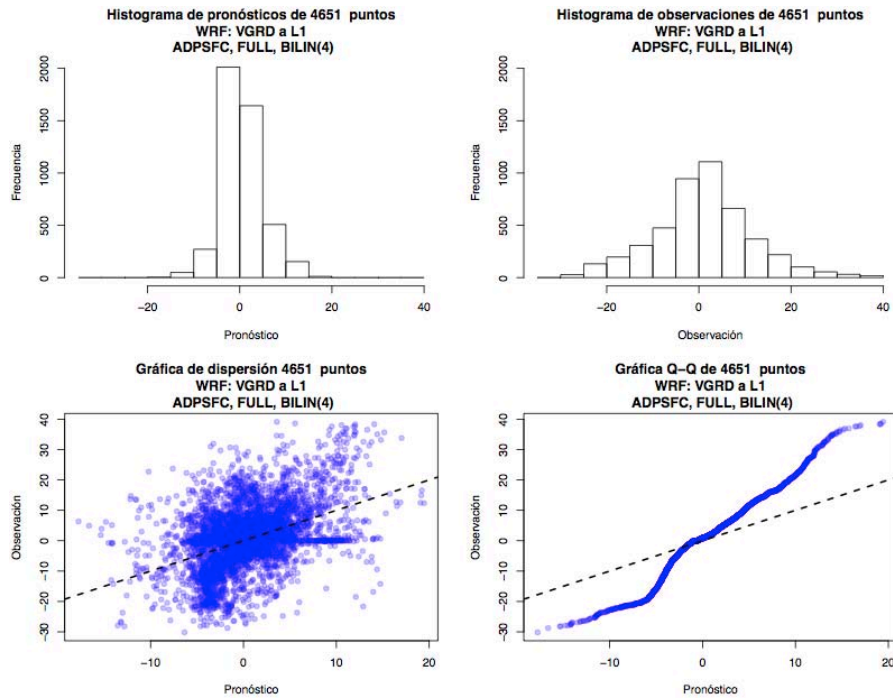 Histograma de pronósticos de 4651 puntos
WRF: VGRD a L1
ADPSFC, FULL, BILIN(4)
Frecuencia
2000
1500
1000
500
0
−20
0
20
40
Pronóstico
Histograma de observaciones de 4651 puntos
WRF: VGRD a L1
ADPSFC, FULL, BILIN(4)
Frecuencia
2000
1500
1000
500
0
−20
0
20
40
Observación
Gráfica de dispersión 4651 puntos
WRF: VGRD a L1
ADPSFC, FULL, BILIN(4)
Observación
40
30
20
10
0
−10
−20
−30
−10
0
10
20
Pronóstico
Gráfica Q−Q de 4651 puntos
WRF: VGRD a L1
ADPSFC, FULL, BILIN(4)
Observación
40
30
20
10
0
−10
−20
−30
−10
0
10
20
Pronóstico